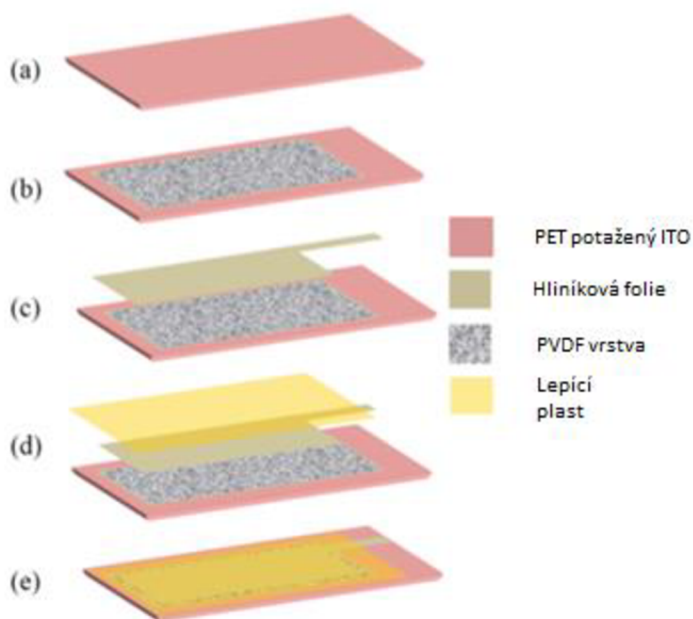 (a)
(b)
(c)
(d)
(e)
PET potažený ITO
Hliníková folie
PVDF vrstva
Lepící
plast